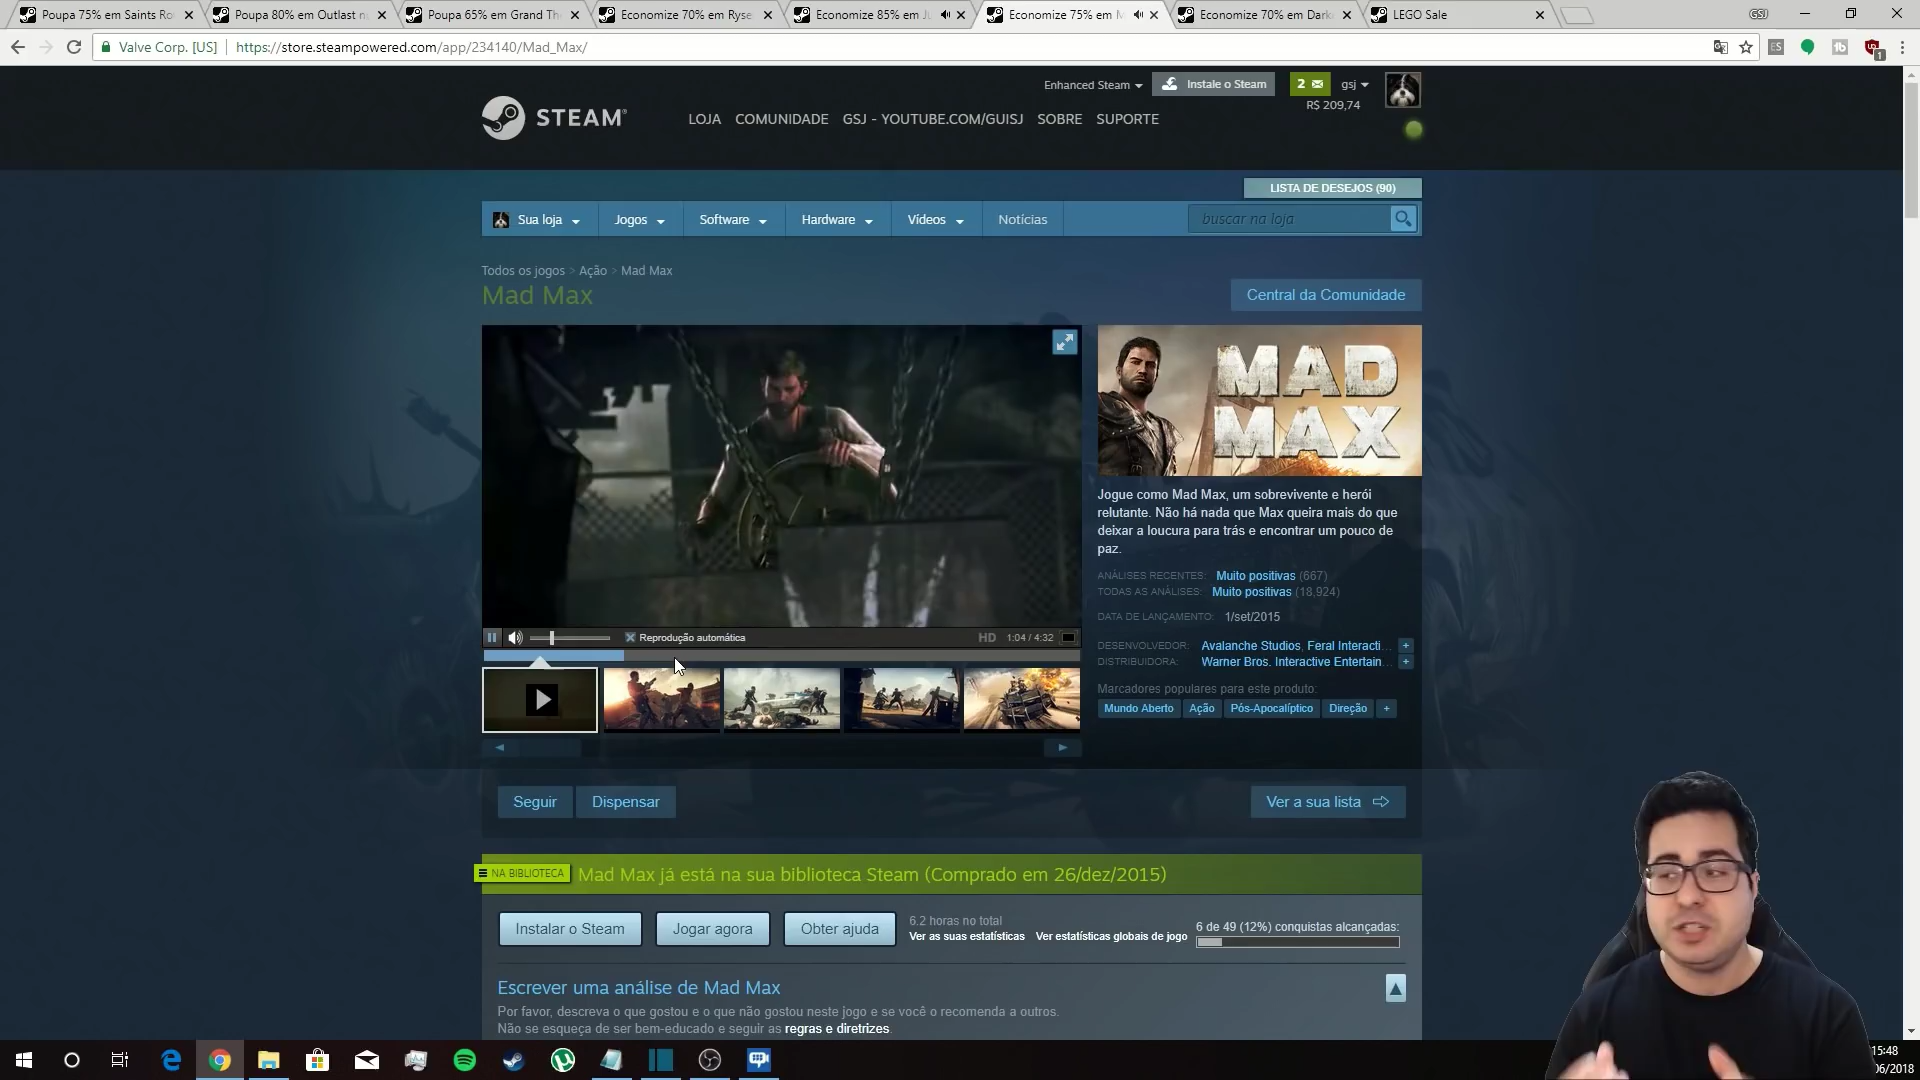 Poupa 75% em Saints Ro
Poupa 80% em Outlast n
Poupa 65% em Grand The
Economize 70% em Ryse
Economize 85% em Ju
Economize 75% em M
Economize 70% em Dark
LEGO Sale
GSJ
Valve Corp. [US]
https://store.steampowered.com/app/234140/Mad_Max/
ES
1
Enhanced Steam
Instale o Steam
2
gsj
R$ 209,74
STEAM®
LOJA
COMUNIDADE
GSJ - YOUTUBE.COM/GUISJ
SOBRE
SUPORTE
LISTA DE DESEJOS (90)
Sua loja
Jogos
Software
Hardware
Vídeos
Notícias
buscar na loja
Todos os jogos > Ação > Mad Max
Mad Max
Central da Comunidade
MAD
MAX
Jogue como Mad Max, um sobrevivente e herói
relutante. Não há nada que Max queira mais do que
deixar a loucura para trás e encontrar um pouco de
paz.
ANÁLISES RECENTES: Muito positivas (667)
TODAS AS ANÁLISES: Muito positivas (18,924)
DATA DE LANÇAMENTO: 1/set/2015
DESENVOLVEDOR: Avalanche Studios, Feral Interacti... +
DISTRIBUIDORA: Warner Bros. Interactive Entertain... +
Marcadores populares para este produto:
Mundo Aberto
Ação
Pós-Apocalíptico
Direção
+
Reprodução automática
HD
1:04 / 4:32
Seguir
Dispensar
Ver a sua lista
NA BIBLIOTECA
Mad Max já está na sua biblioteca Steam (Comprado em 26/dez/2015)
Instalar o Steam
Jogar agora
Obter ajuda
6.2 horas no total
Ver as suas estatísticas
Ver estatísticas globais de jogo
6 de 49 (12%) conquistas alcançadas:
Escrever uma análise de Mad Max
Por favor, descreva o que gostou e o que não gostou neste jogo e se você o recomenda a outros.
Não se esqueça de ser bem-educado e seguir as regras e diretrizes.
15:48
06/2018